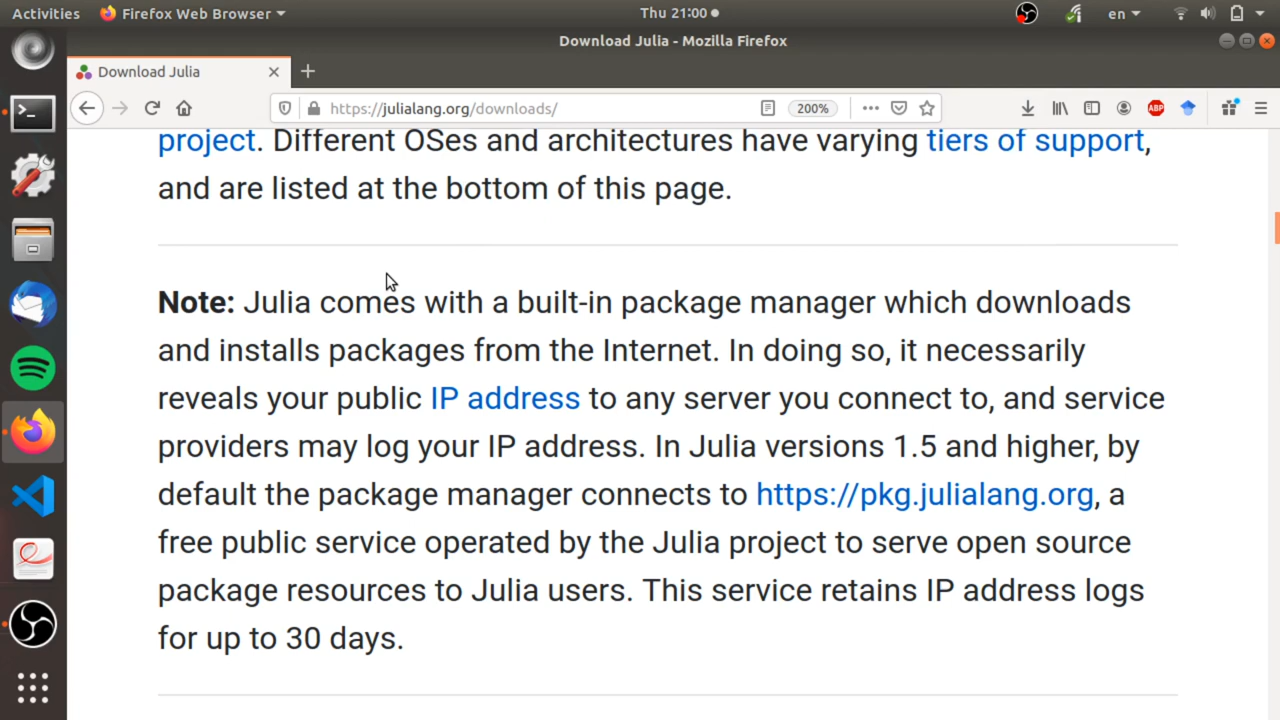 Activities Firefox Web Browser Thu 21:00 en
Download Julia - Mozilla Firefox
Download Julia
https://julialang.org/downloads/ 200% ABP
project. Different OSes and architectures have varying tiers of support,
and are listed at the bottom of this page.
Note: Julia comes with a built-in package manager which downloads
and installs packages from the Internet. In doing so, it necessarily
reveals your public IP address to any server you connect to, and service
providers may log your IP address. In Julia versions 1.5 and higher, by
default the package manager connects to https://pkg.julialang.org, a
free public service operated by the Julia project to serve open source
package resources to Julia users. This service retains IP address logs
for up to 30 days.